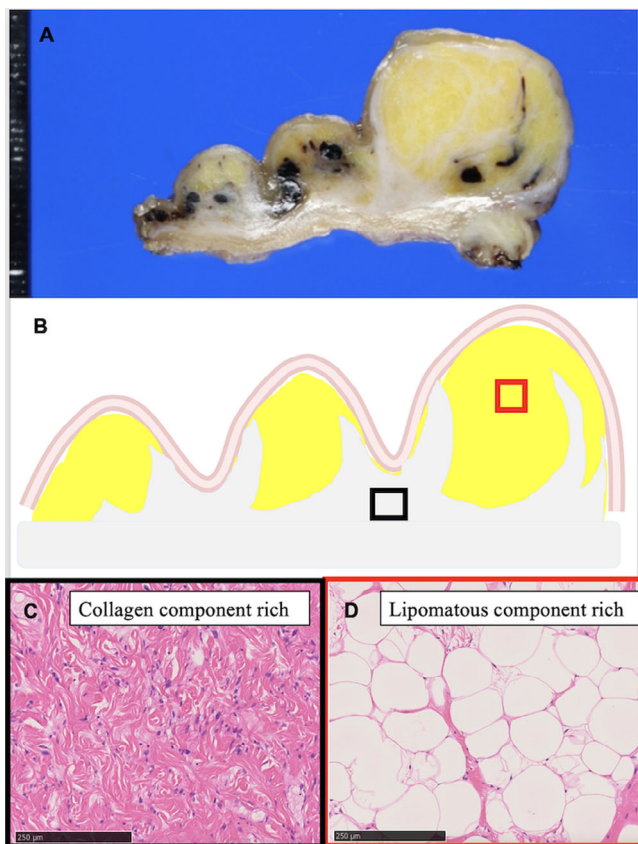 A
B
C
Collagen component rich
D
Lipomatous component rich
250 μm
250 μm